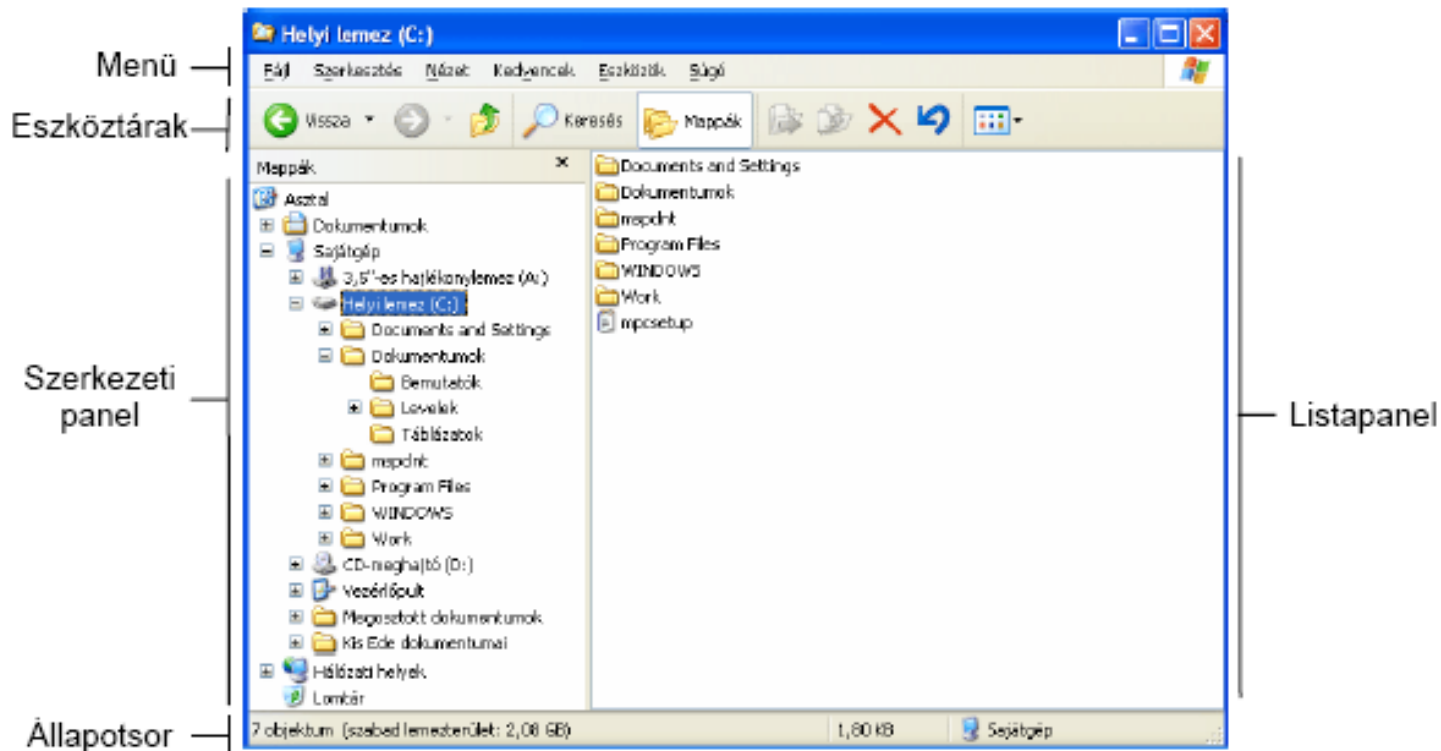 Helyi lemez (C:)
Menü
Fájl Szerkesztés Nézet Kedvencek Eszközök Súgó
Eszköztárak
Vissza Keresés Mappák
Mappák
Asztal
Dokumentumok
Sajátgép
3,5"-es hajlékonylemez (A:)
Helyi lemez (C:)
Documents and Settings
Dokumentumok
Bemutatók
Levelek
Táblázatok
mspdnt
Program Files
WINDOWS
Work
CD-meghajtó (D:)
Vezérlőpult
Megosztott dokumentumok
Kis Ede dokumentumai
Hálózati helyek
Lomtár
Szerkezeti
panel
Documents and Settings
Dokumentumok
mspdnt
Program Files
WINDOWS
Work
mpcsetup
Listapanel
Állapotsor
7 objektum (szabad lemezterület: 2,08 GB) 1,80 KB Sajátgép